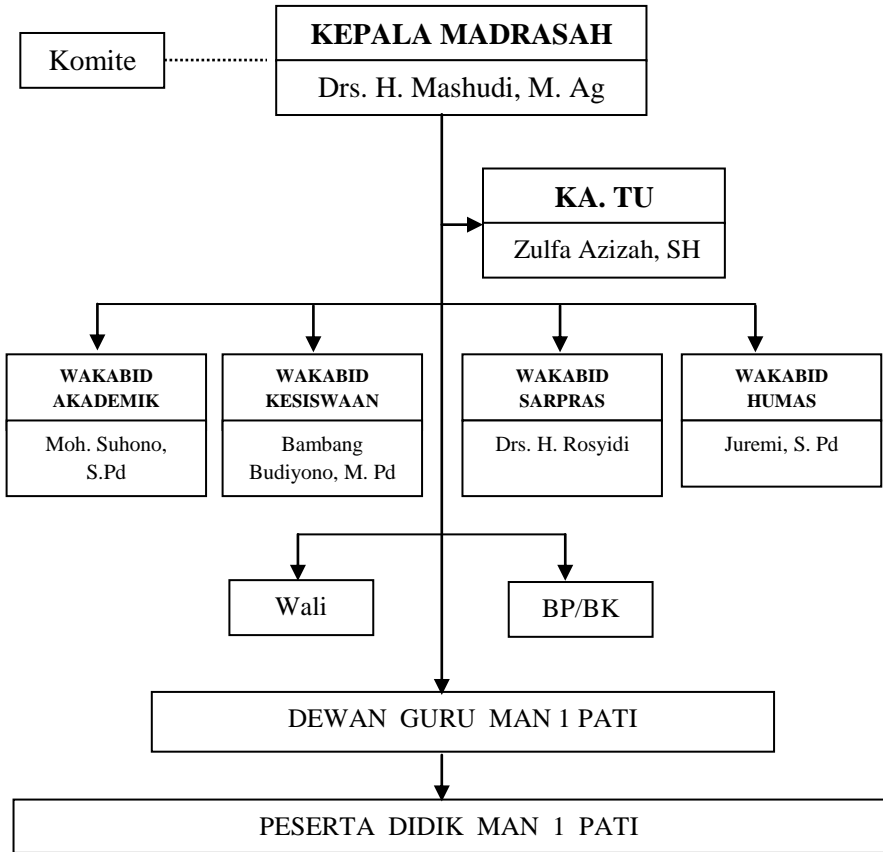 KEPALA MADRASAH
Komite
Drs. H. Mashudi, M. Ag
KA. TU
Zulfa Azizah, SH
WAKABID
AKADEMIK
Moh. Suhono,
S.Pd
WAKABID
KESISWAAN
Bambang
Budiyono, M. Pd
WAKABID
SARPRAS
Drs. H. Rosyidi
WAKABID
HUMAS
Juremi, S. Pd
Wali
BP/BK
DEWAN GURU MAN 1 PATI
PESERTA DIDIK MAN 1 PATI